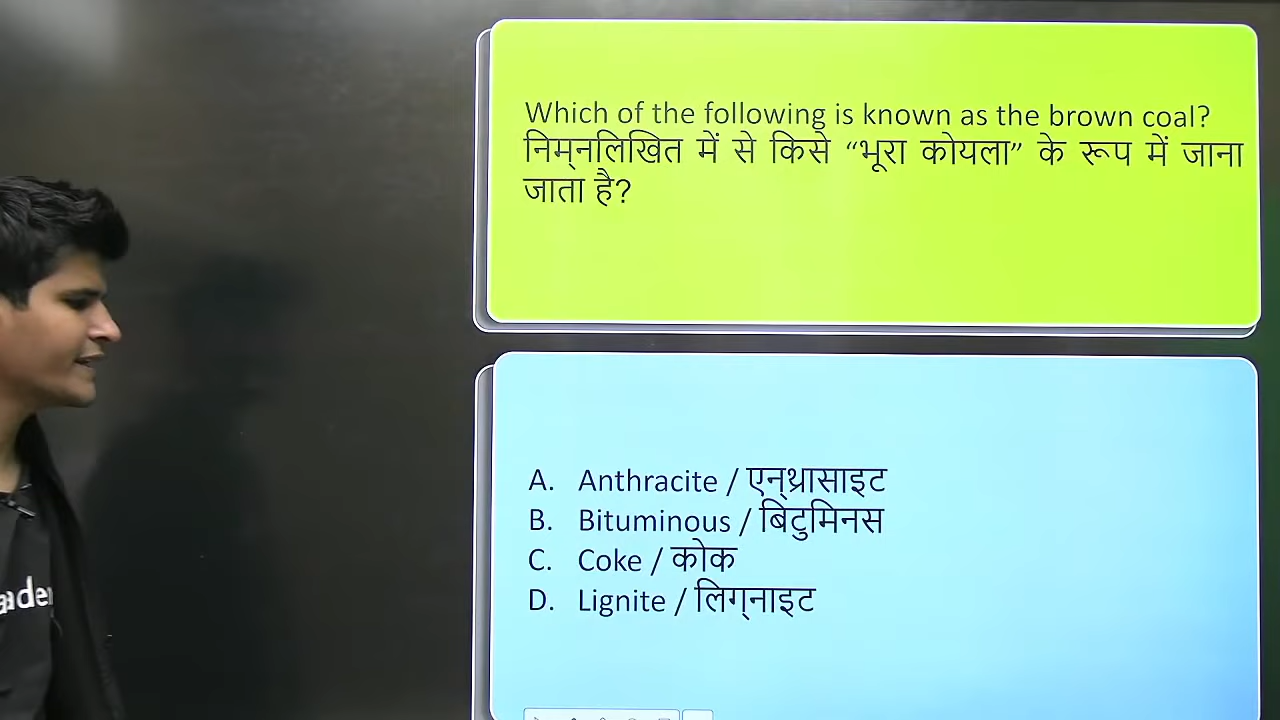 Which of the following is known as the brown coal?
निम्नलिखित में से किसे “भूरा कोयला” के रूप में जाना
जाता है?
A. Anthracite / एन्थ्रासाइट
B. Bituminous / बिटुमिनस
C. Coke / कोक
D. Lignite / लिग्नाइट